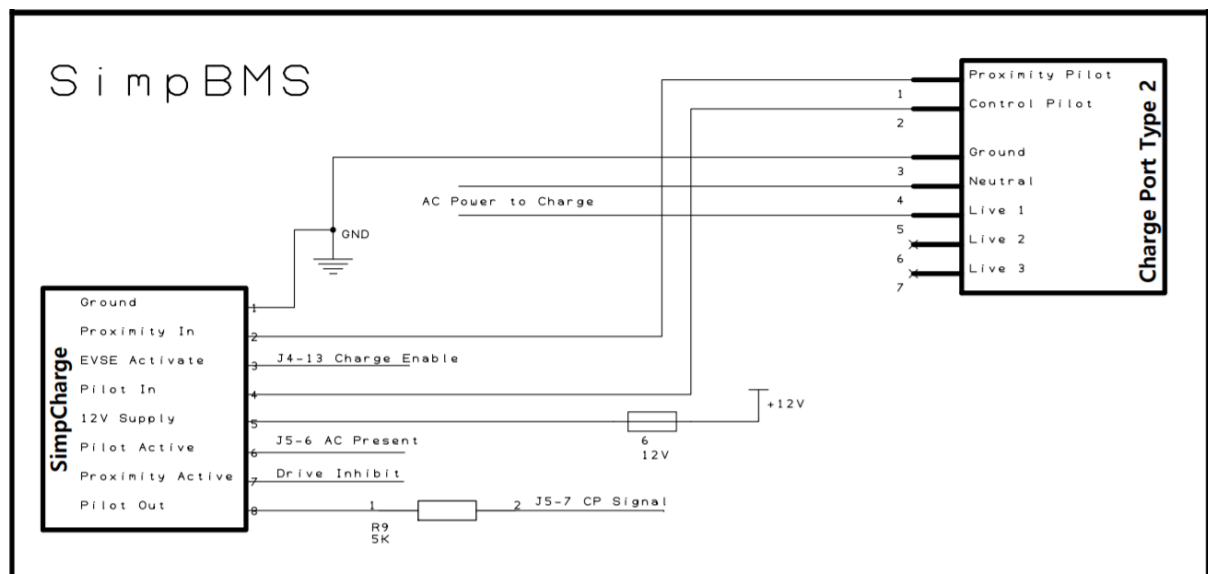 SimpBMS
Proximity Pilot
1
Control Pilot
2
Ground
3
Neutral
4
AC Power to Charge
Live 1
5
Live 2
6
Live 3
7
Charge Port Type 2
GND
SimpCharge
Ground
1
Proximity In
2
EVSE Activate
3
J4-13 Charge Enable
Pilot In
4
12V Supply
5
6
12V
+12V
Pilot Active
6
J5-6 AC Present
Proximity Active
7
Drive Inhibit
Pilot Out
8
1
R9
5K
2
J5-7 CP Signal